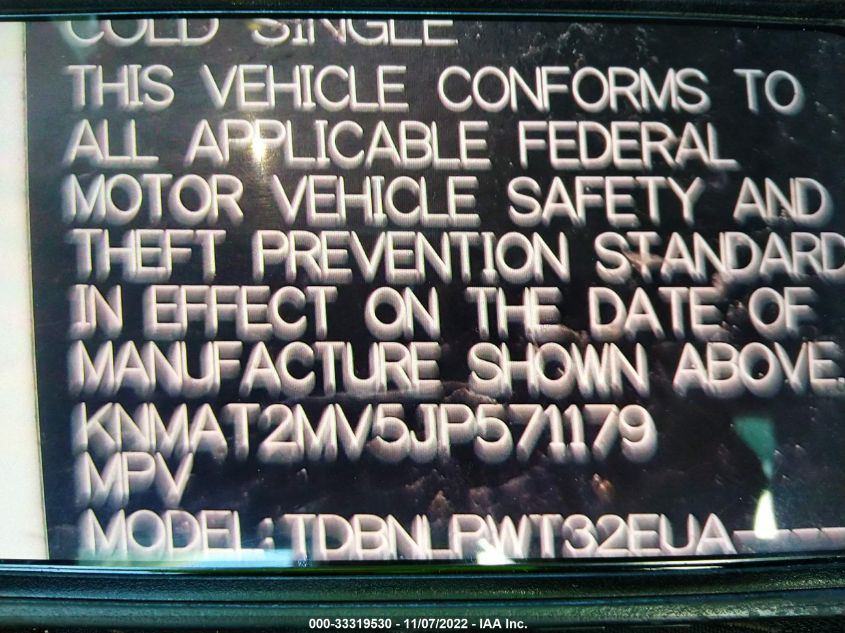 COLD SINGLE
THIS VEHICLE CONFORMS TO
ALL APPLICABLE FEDERAL
MOTOR VEHICLE SAFETY AND
THEFT PREVENTION STANDARD
IN EFFECT ON THE DATE OF
MANUFACTURE SHOWN ABOVE.
KNMAT2MV5JP571179
MPV
MODEL:TDBNLPWT32EUA----
000-33319530 - 11/07/2022 - IAA Inc.